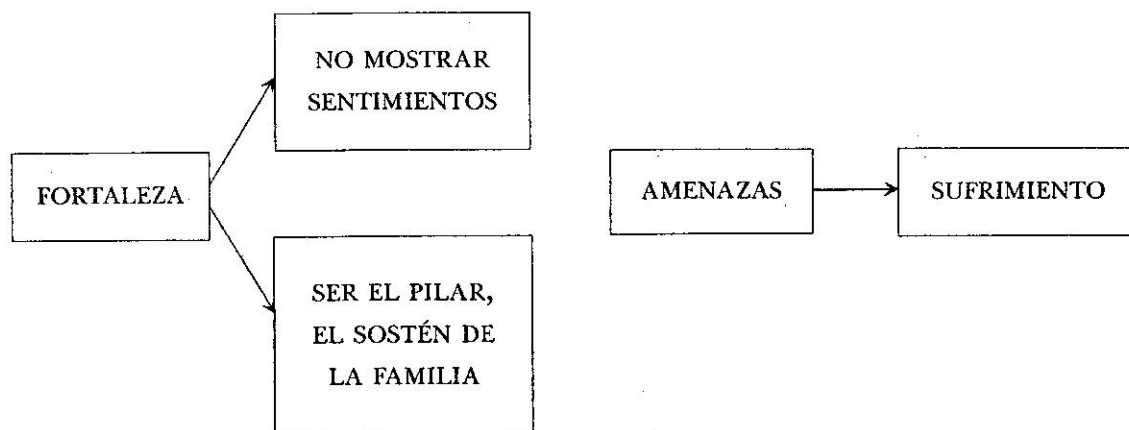 NO MOSTRAR
SENTIMIENTOS
FORTALEZA
SER EL PILAR,
EL SOSTÉN DE
LA FAMILIA
AMENAZAS
SUFRIMIENTO